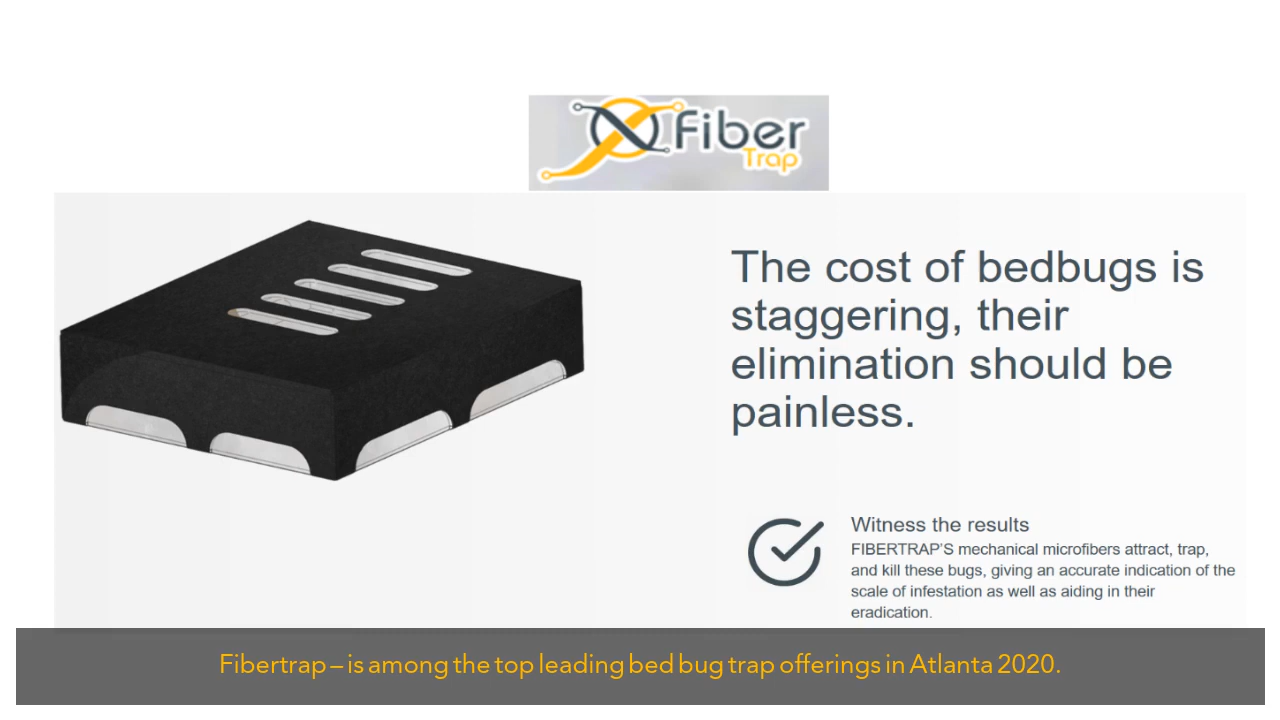 Fiber
Trap
The cost of bedbugs is
staggering, their
elimination should be
painless.
Witness the results
FIBERTRAP'S mechanical microfibers attract, trap,
and kill these bugs, giving an accurate indication of the
scale of infestation as well as aiding in their
eradication.
Fibertrap – is among the top leading bed bug trap offerings in Atlanta 2020.